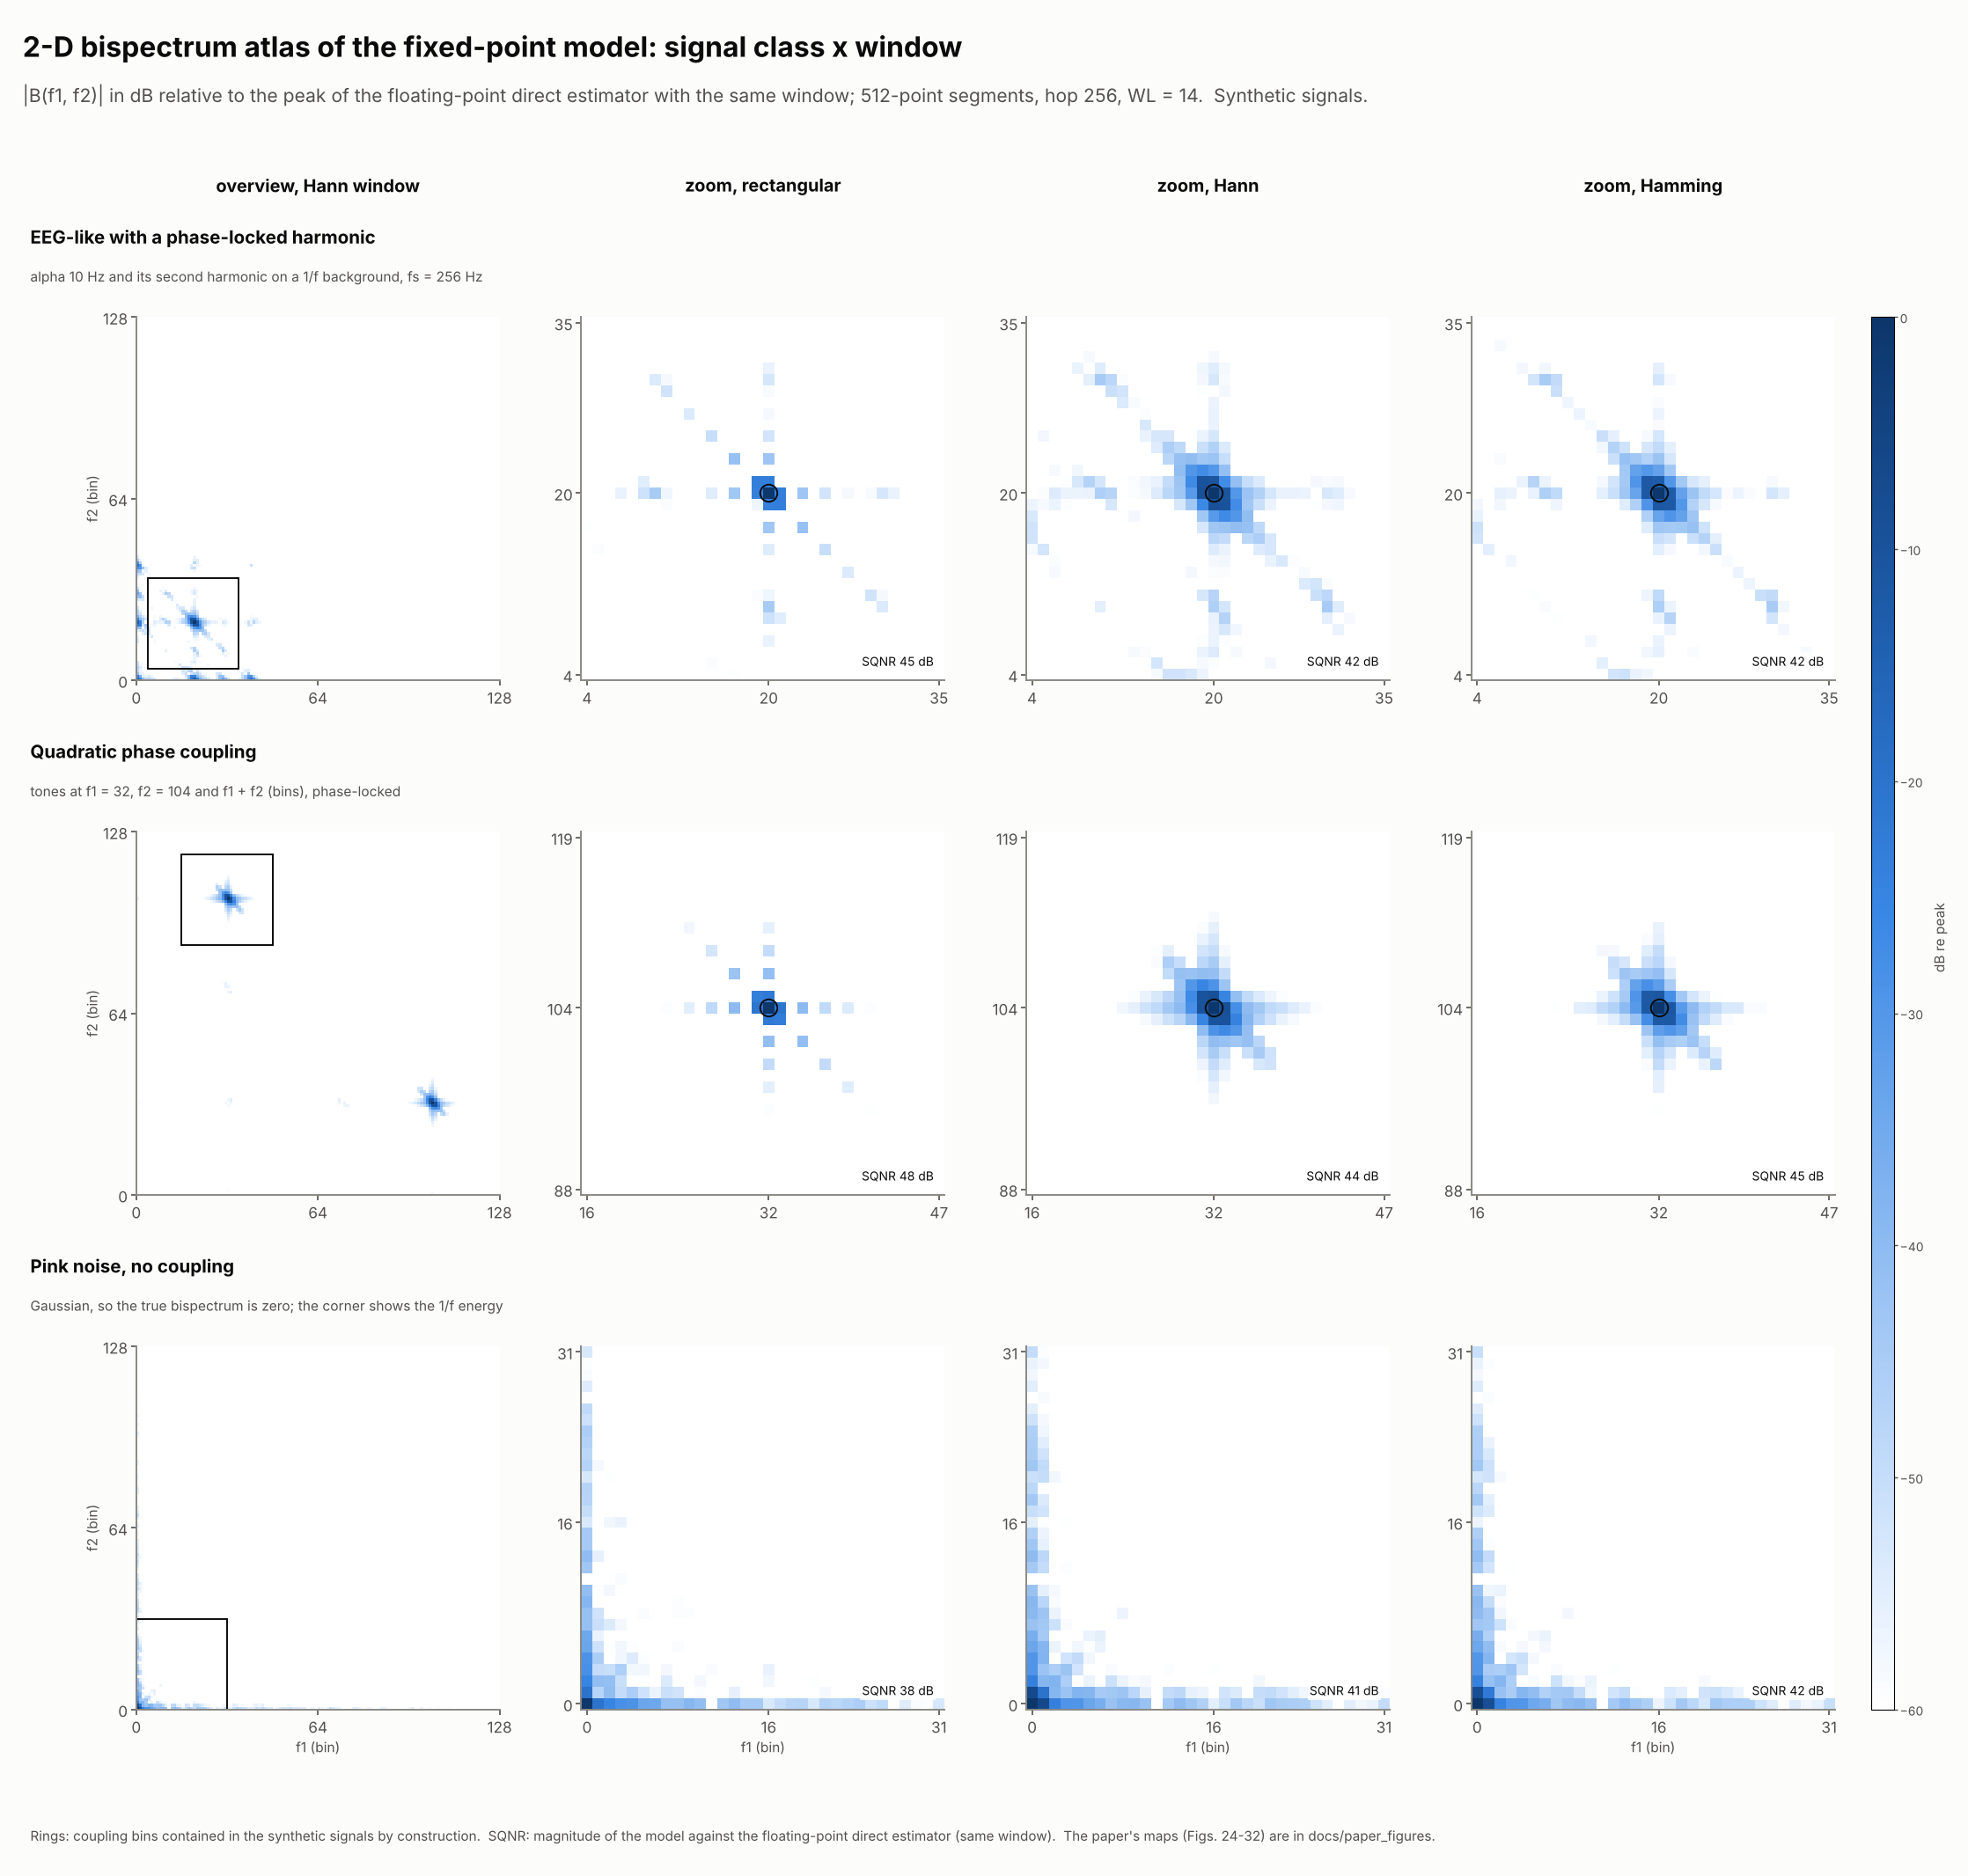 2-D bispectrum atlas of the fixed-point model: signal class x window
|B(f1, f2)| in dB relative to the peak of the floating-point direct estimator with the same window; 512-point segments, hop 256, WL = 14.  Synthetic signals.
overview, Hann window
zoom, rectangular
zoom, Hann
zoom, Hamming
EEG-like with a phase-locked harmonic
alpha 10 Hz and its second harmonic on a 1/f background, fs = 256 Hz
128
64
0
f2 (bin)
0 64 128
35
20
4
4 20 35
SQNR 45 dB
35
20
4
4 20 35
SQNR 42 dB
35
20
4
4 20 35
SQNR 42 dB
Quadratic phase coupling
tones at f1 = 32, f2 = 104 and f1 + f2 (bins), phase-locked
128
64
0
f2 (bin)
0 64 128
119
104
88
16 32 47
SQNR 48 dB
119
104
88
16 32 47
SQNR 44 dB
119
104
88
16 32 47
SQNR 45 dB
Pink noise, no coupling
Gaussian, so the true bispectrum is zero; the corner shows the 1/f energy
128
64
0
f2 (bin)
0 64 128
f1 (bin)
31
16
0
0 16 31
f1 (bin)
SQNR 38 dB
31
16
0
0 16 31
f1 (bin)
SQNR 41 dB
31
16
0
0 16 31
f1 (bin)
SQNR 42 dB
0
−10
−20
−30
−40
−50
−60
dB re peak
Rings: coupling bins contained in the synthetic signals by construction.  SQNR: magnitude of the model against the floating-point direct estimator (same window).  The paper's maps (Figs. 24-32) are in docs/paper_figures.